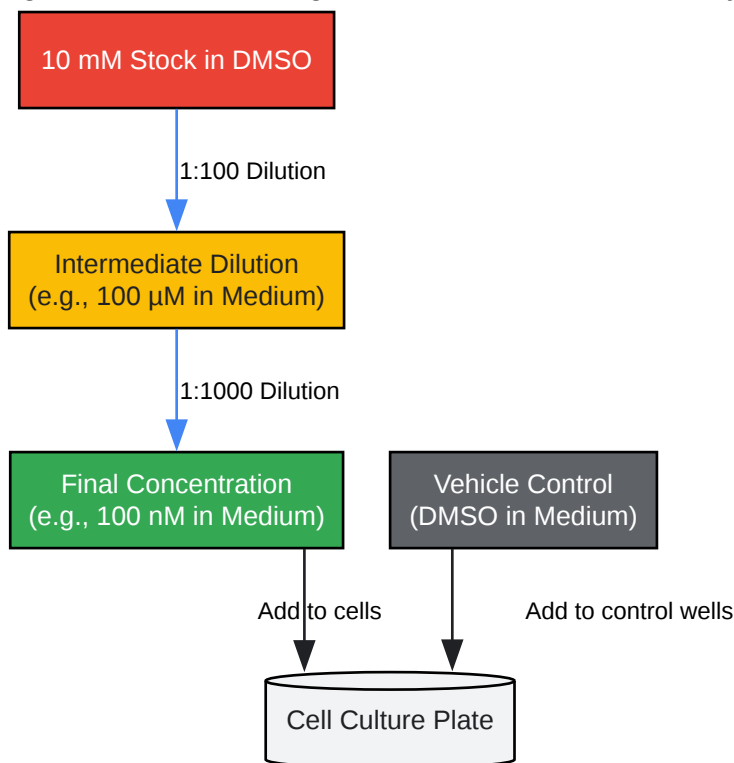 10 mM Stock in DMSO
1:100 Dilution
Intermediate Dilution
(e.g., 100 µM in Medium)
1:1000 Dilution
Final Concentration
(e.g., 100 nM in Medium)
Vehicle Control
(DMSO in Medium)
Add to cells
Add to control wells
Cell Culture Plate